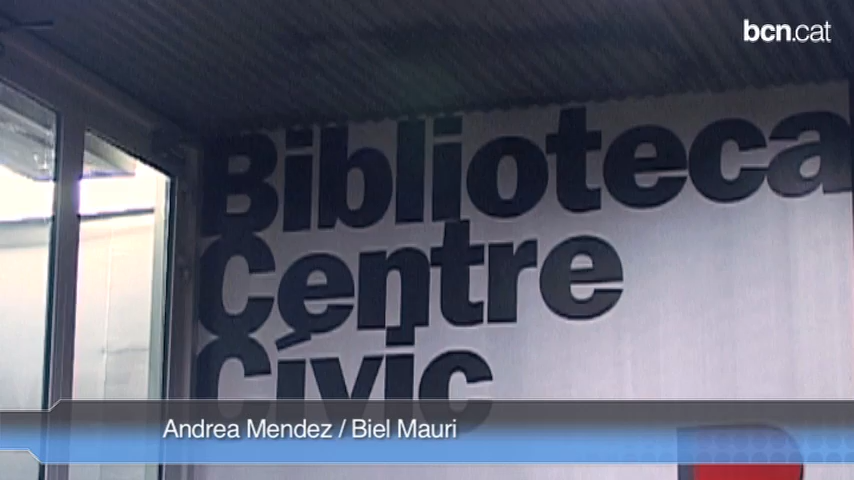 bcn.cat
Biblioteca
Centre
Cívic
Andrea Mendez / Biel Mauri